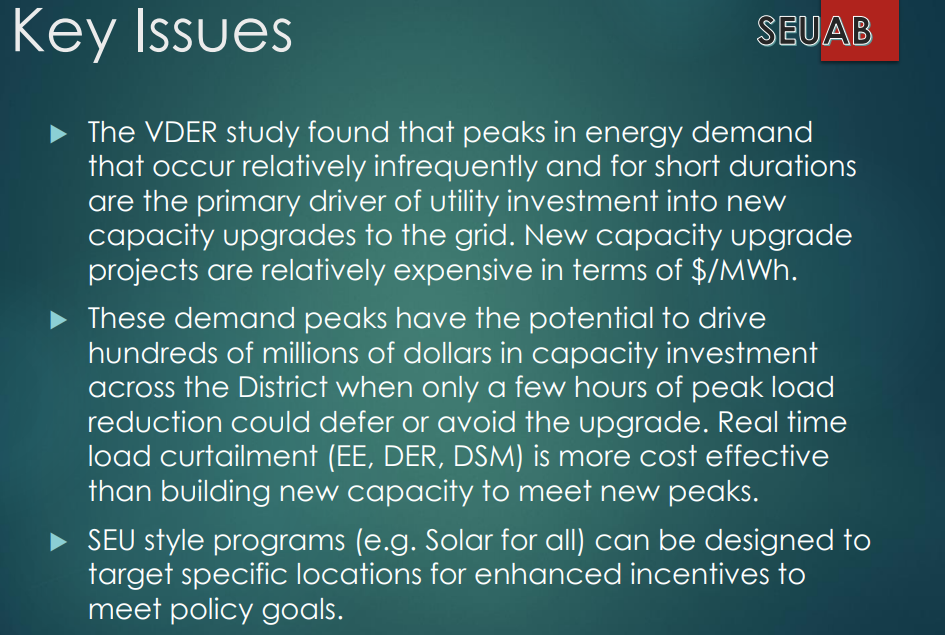 Key Issues
SEUAB
The VDER study found that peaks in energy demand
that occur relatively infrequently and for short durations
are the primary driver of utility investment into new
capacity upgrades to the grid. New capacity upgrade
projects are relatively expensive in terms of $/MWh.
These demand peaks have the potential to drive
hundreds of millions of dollars in capacity investment
across the District when only a few hours of peak load
reduction could defer or avoid the upgrade. Real time
load curtailment (EE, DER, DSM) is more cost effective
than building new capacity to meet new peaks.
SEU style programs (e.g. Solar for all) can be designed to
target specific locations for enhanced incentives to
meet policy goals.